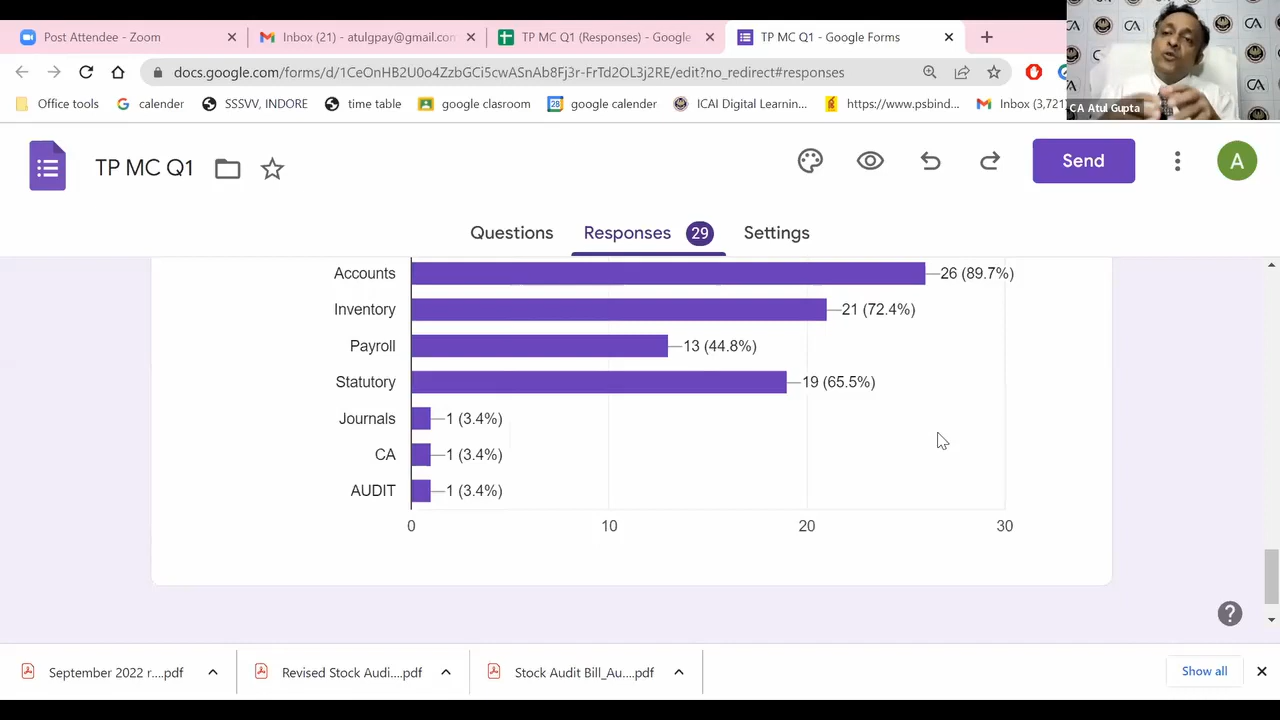 Post Attendee - Zoom
Inbox (21) - atulgpay@gmail.con
TP MC Q1 (Responses) - Google
TP MC Q1 - Google Forms
docs.google.com/forms/d/1CeOnHB2U0o4ZzbGCi5cwASnAb8Fj3r-FrTd2OL3j2RE/edit?no_redirect#responses
Office tools
calender
SSSVV, INDORE
time table
google clasroom
google calender
ICAI Digital Learnin...
https://www.psbind...
Inbox (3,721
CA
CA
CA
CA Atul Gupta
TP MC Q1
Send
A
Questions
Responses 29
Settings
Accounts 26 (89.7%)
Inventory 21 (72.4%)
Payroll 13 (44.8%)
Statutory 19 (65.5%)
Journals 1 (3.4%)
CA 1 (3.4%)
AUDIT 1 (3.4%)
0 10 20 30
September 2022 r....pdf
Revised Stock Audi....pdf
Stock Audit Bill_Au....pdf
Show all